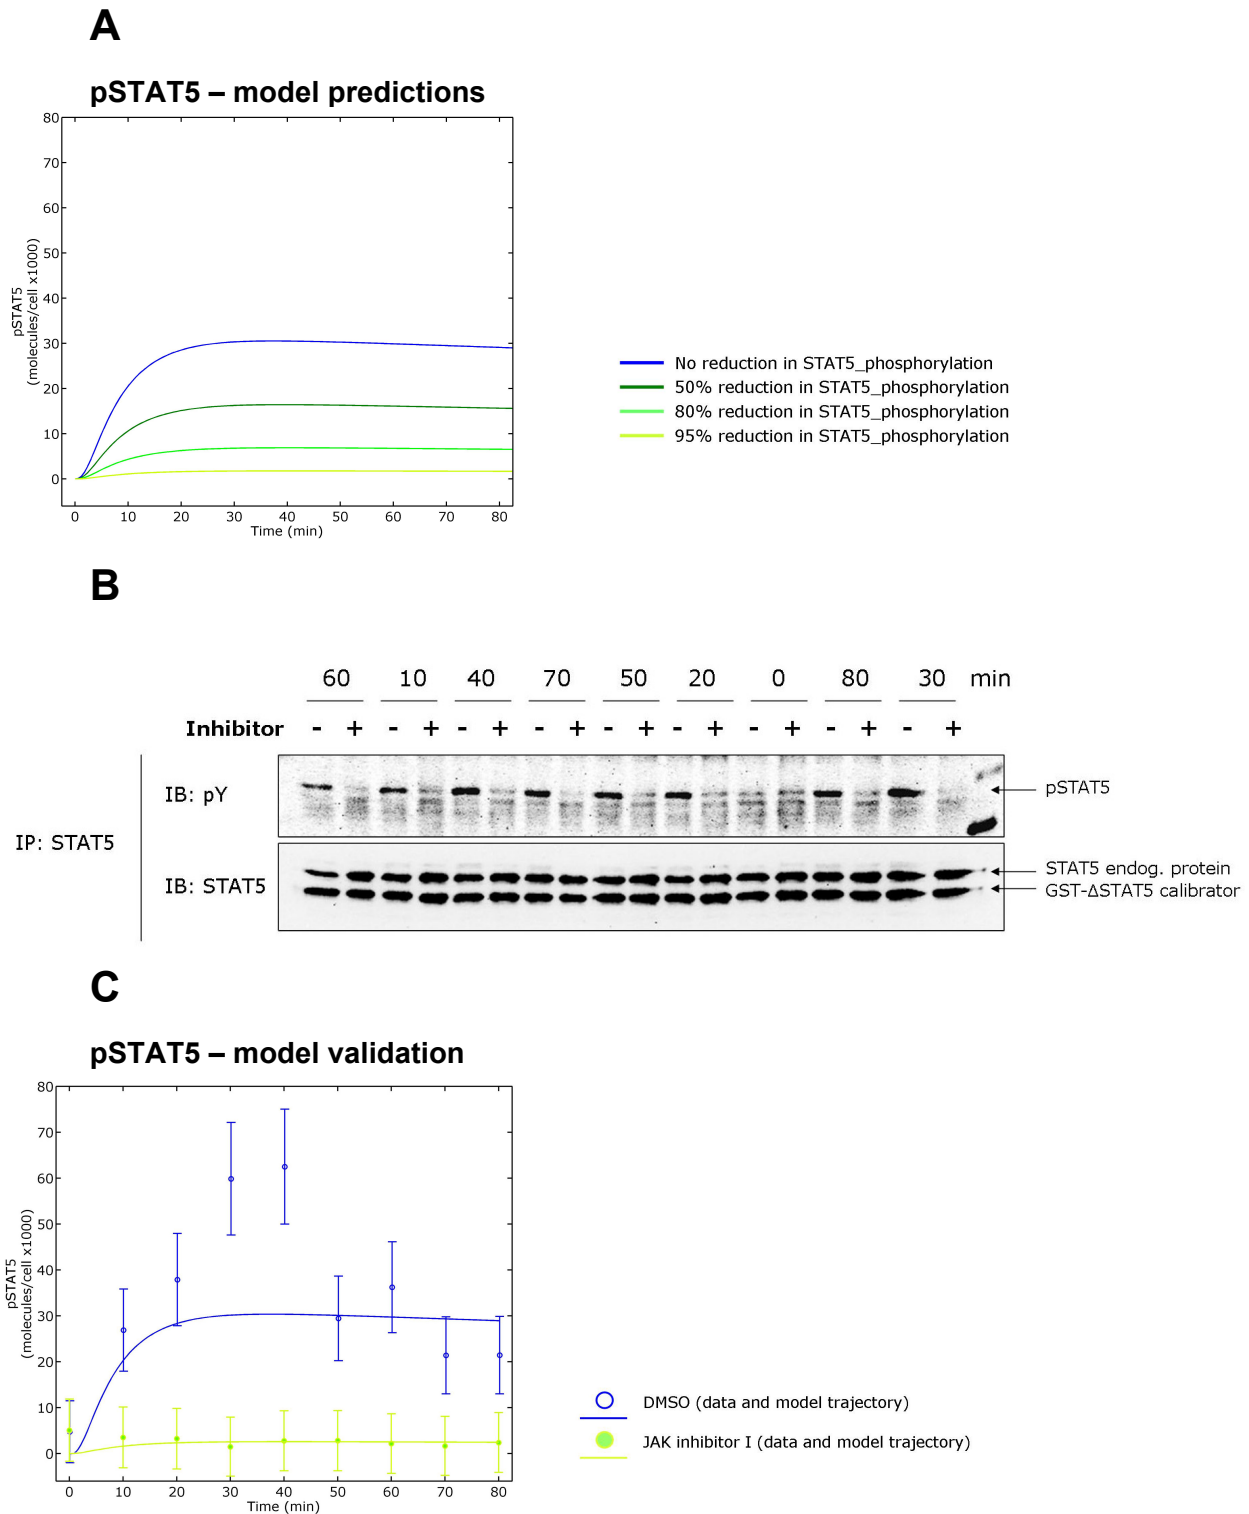 A
pSTAT5 – model predictions
80
70
60
50
40
30
20
10
0
pSTAT5
(molecules/cell x1000)
0 10 20 30 40 50 60 70 80
Time (min)
No reduction in STAT5_phosphorylation
50% reduction in STAT5_phosphorylation
80% reduction in STAT5_phosphorylation
95% reduction in STAT5_phosphorylation
B
60 10 40 70 50 20 0 80 30 min
Inhibitor - + - + - + - + - + - + - + - + - +
IP: STAT5
IB: pY
pSTAT5
IB: STAT5
STAT5 endog. protein
GST-ΔSTAT5 calibrator
C
pSTAT5 – model validation
80
70
60
50
40
30
20
10
0
pSTAT5
(molecules/cell x1000)
0 10 20 30 40 50 60 70 80
Time (min)
DMSO (data and model trajectory)
JAK inhibitor I (data and model trajectory)